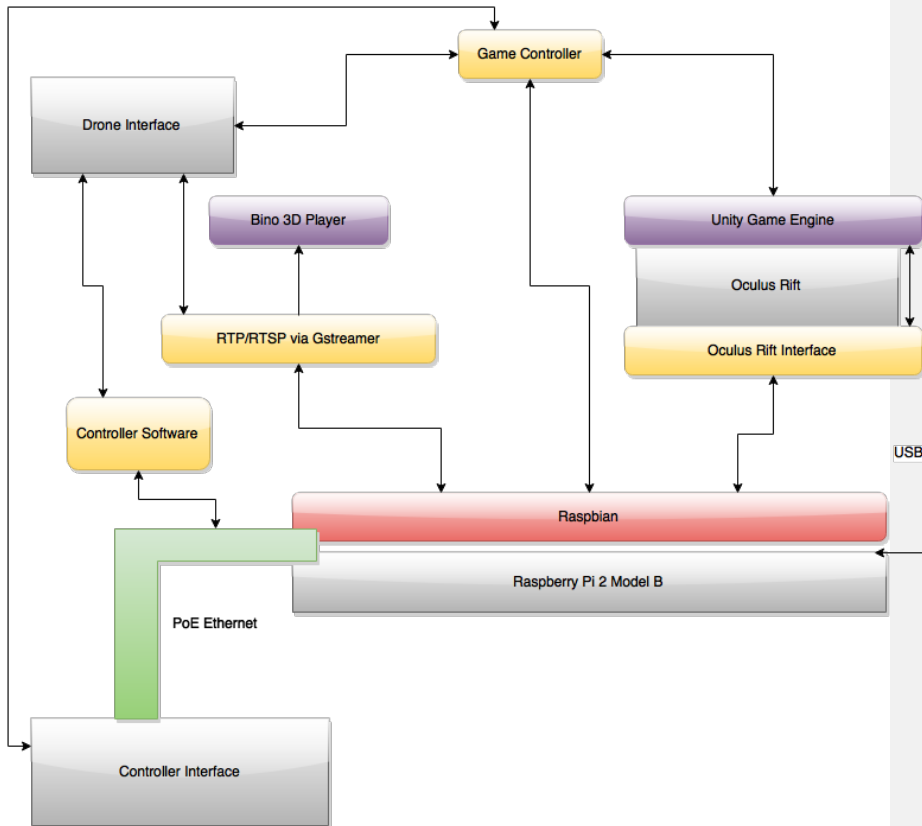 Game Controller
Drone Interface
Bino 3D Player
Unity Game Engine
Oculus Rift
RTP/RTSP via Gstreamer
Oculus Rift Interface
Controller Software
USB
Raspbian
Raspberry Pi 2 Model B
PoE Ethernet
Controller Interface